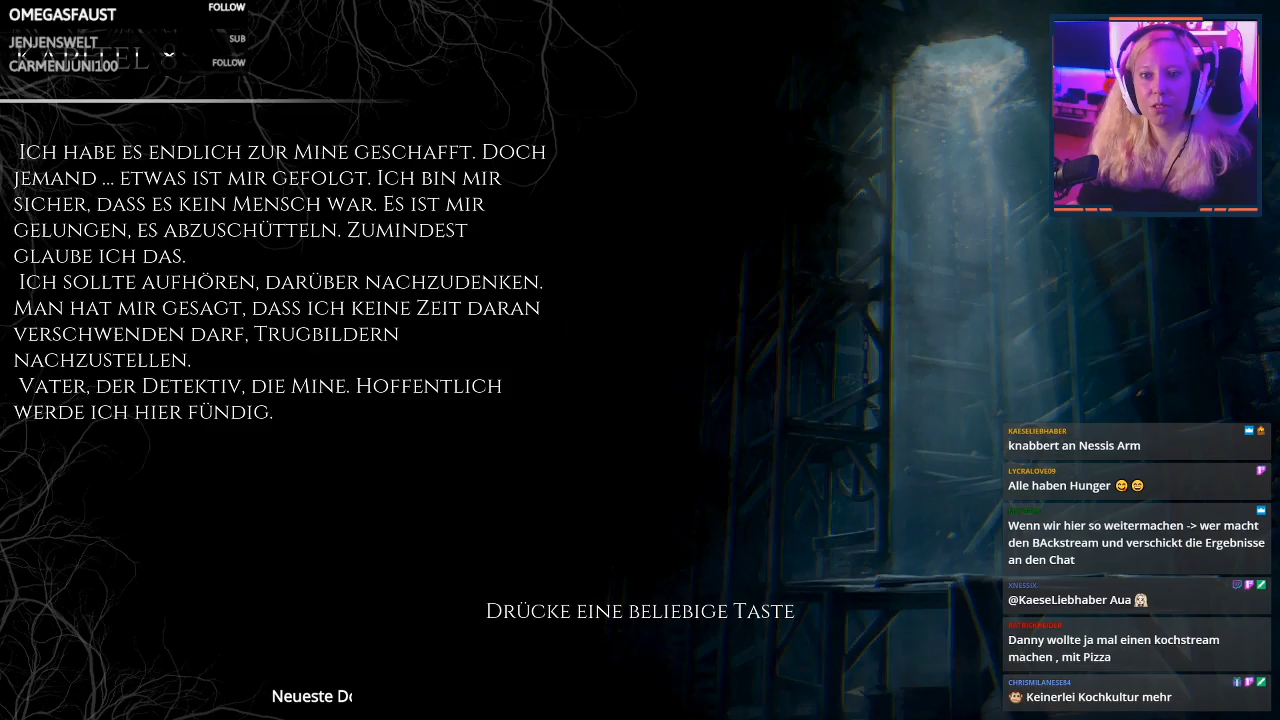 OMEGASFAUST FOLLOW
JENJENSWELT SUB
KAPITEL
CARMENJUNI100 FOLLOW
Ich habe es endlich zur Mine geschafft. Doch
jemand ... etwas ist mir gefolgt. Ich bin mir
sicher, dass es kein Mensch war. Es ist mir
gelungen, es abzuschütteln. Zumindest
glaube ich das.
Ich sollte aufhören, darüber nachzudenken.
Man hat mir gesagt, dass ich keine Zeit daran
verschwenden darf, Trugbildern
nachzustellen.
Vater, der Detektiv, die Mine. Hoffentlich
werde ich hier fündig.
Drücke eine beliebige Taste
Neueste Do
KAESELIEBHABER
knabbert an Nessis Arm
LYCRALOVE09
Alle haben Hunger 😋 😄
Wenn wir hier so weitermachen -> wer macht
den BAckstream und verschickt die Ergebnisse
an den Chat
XNESSIX
@KaeseLiebhaber Aua
Danny wollte ja mal einen kochstream
machen , mit Pizza
CHRISMILANESE84
🐵 Keinerlei Kochkultur mehr